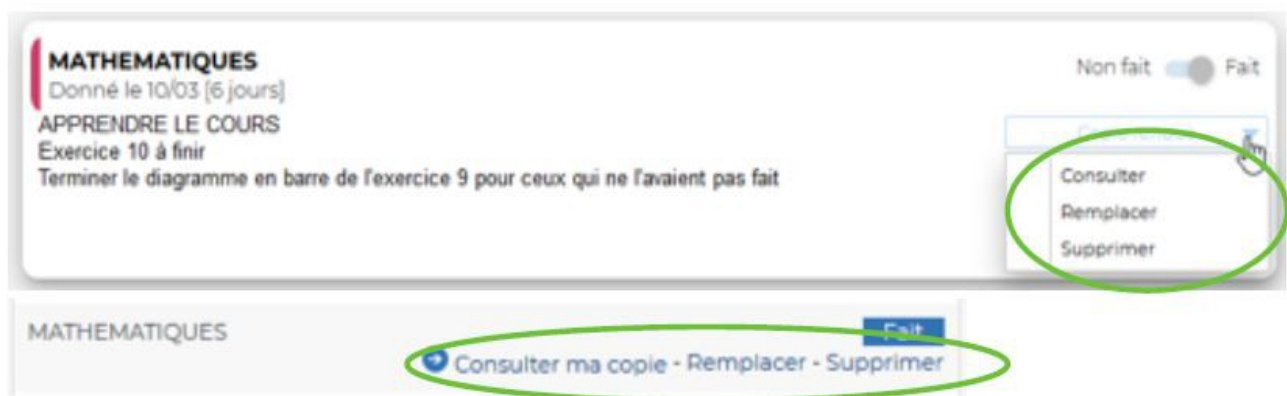 MATHEMATIQUES
Donné le 10/03 [6 jours]
Non fait Fait
APPRENDRE LE COURS
Exercice 10 à finir
Terminer le diagramme en barre de l'exercice 9 pour ceux qui ne l'avaient pas fait
Consulter
Remplacer
Supprimer
MATHEMATIQUES
Fait
Consulter ma copie - Remplacer - Supprimer